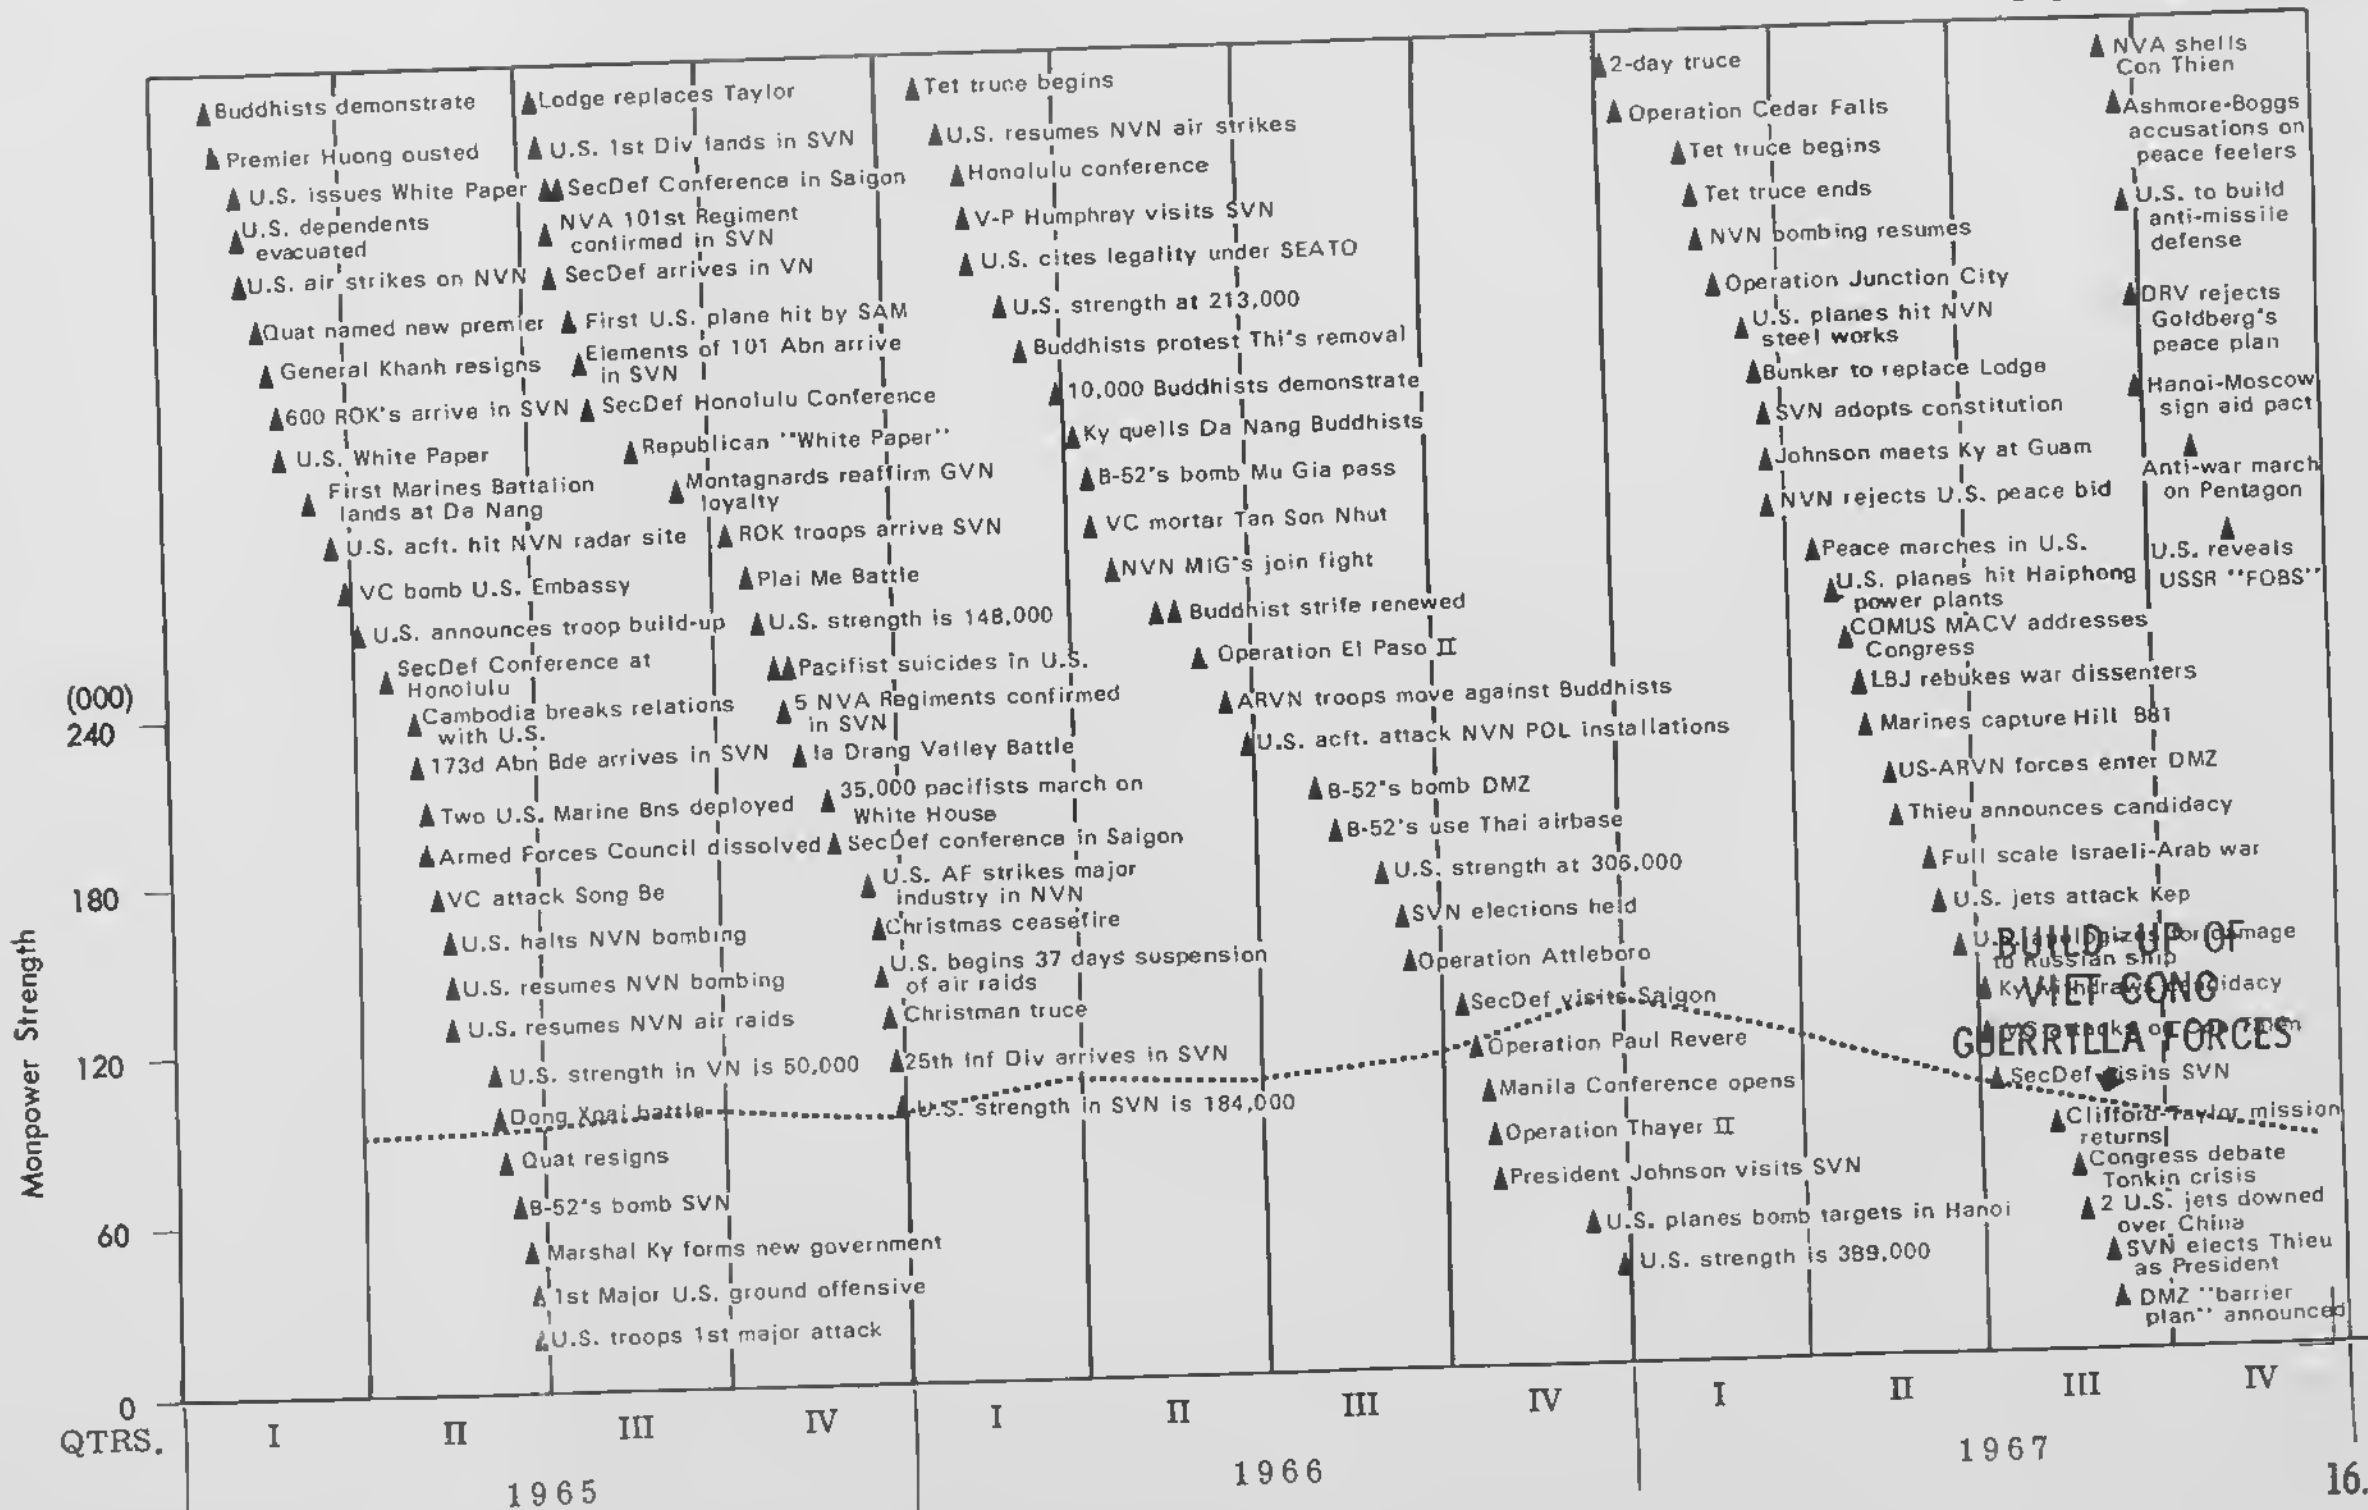 Buddhists demonstrate
Premier Huong ousted
U.S. issues White Paper
U.S. dependents
evacuated
U.S. air strikes on NVN
Quat named new premier
General Khanh resigns
600 ROK's arrive in SVN
U.S. White Paper
First Marines Battalion
lands at Da Nang
U.S. acft. hit NVN radar site
VC bomb U.S. Embassy
U.S. announces troop build-up
SecDef Conference at
Honolulu
Cambodia breaks relations
with U.S.
173d Abn Bde arrives in SVN
Two U.S. Marine Bns deployed
Armed Forces Council dissolved
VC attack Song Be
U.S. halts NVN bombing
U.S. resumes NVN bombing
U.S. resumes NVN air raids
U.S. strength in VN is 50,000
Dong Xoai battle
Quat resigns
B-52's bomb SVN
Marshal Ky forms new government
1st Major U.S. ground offensive
U.S. troops 1st major attack
Lodge replaces Taylor
U.S. 1st Div lands in SVN
SecDef Conference in Saigon
NVA 101st Regiment
confirmed in SVN
SecDef arrives in VN
First U.S. plane hit by SAM
Elements of 101 Abn arrive
in SVN
SecDef Honolulu Conference
Republican "White Paper"
Montagnards reaffirm GVN
loyalty
ROK troops arrive SVN
Plei Me Battle
U.S. strength is 148,000
Pacifist suicides in U.S.
5 NVA Regiments confirmed
in SVN
Ia Drang Valley Battle
35,000 pacifists march on
White House
SecDef conference in Saigon
U.S. AF strikes major
industry in NVN
Christmas ceasefire
U.S. begins 37 days suspension
of air raids
Christman truce
25th Inf Div arrives in SVN
U.S. strength in SVN is 184,000
Tet truce begins
U.S. resumes NVN air strikes
Honolulu conference
V-P Humphrey visits SVN
U.S. cites legality under SEATO
U.S. strength at 213,000
Buddhists protest Thi's removal
10,000 Buddhists demonstrate
Ky quells Da Nang Buddhists
B-52's bomb Mu Gia pass
VC mortar Tan Son Nhut
NVN MIG's join fight
Buddhist strife renewed
Operation El Paso II
ARVN troops move against Buddhists
U.S. acft. attack NVN POL installations
B-52's bomb DMZ
B-52's use Thai airbase
U.S. strength at 306,000
SVN elections held
Operation Attleboro
SecDef visits Saigon
Operation Paul Revere
Manila Conference opens
Operation Thayer II
President Johnson visits SVN
U.S. planes bomb targets in Hanoi
U.S. strength is 389,000
2-day truce
Operation Cedar Falls
Tet truce begins
Tet truce ends
NVN bombing resumes
Operation Junction City
U.S. planes hit NVN
steel works
Bunker to replace Lodge
SVN adopts constitution
Johnson meets Ky at Guam
NVN rejects U.S. peace bid
Peace marches in U.S.
U.S. planes hit Haiphong
power plants
COMUS MACV addresses
Congress
LBJ rebukes war dissenters
Marines capture Hill 881
US-ARVN forces enter DMZ
Thieu announces candidacy
Full scale Israeli-Arab war
U.S. jets attack Kep
U.S. apologizes for damage
to Russian ship
Ky withdraws candidacy
SecDef visits SVN
Clifford-Taylor mission
returns
Congress debate
Tonkin crisis
2 U.S. jets downed
over China
SVN elects Thieu
as President
DMZ "barrier
plan" announced
NVA shells
Con Thien
Ashmore-Boggs
accusations on
peace feelers
U.S. to build
anti-missile
defense
DRV rejects
Goldberg's
peace plan
Hanoi-Moscow
sign aid pact
Anti-war march
on Pentagon
U.S. reveals
USSR "FOBS"
BUILD-UP OF
VIET CONG
GUERRILLA FORCES
Monpower Strength
(000)
240
180
120
60
0
QTRS.
I
II
III
IV
I
II
III
IV
I
II
III
IV
1965
1966
1967
16.